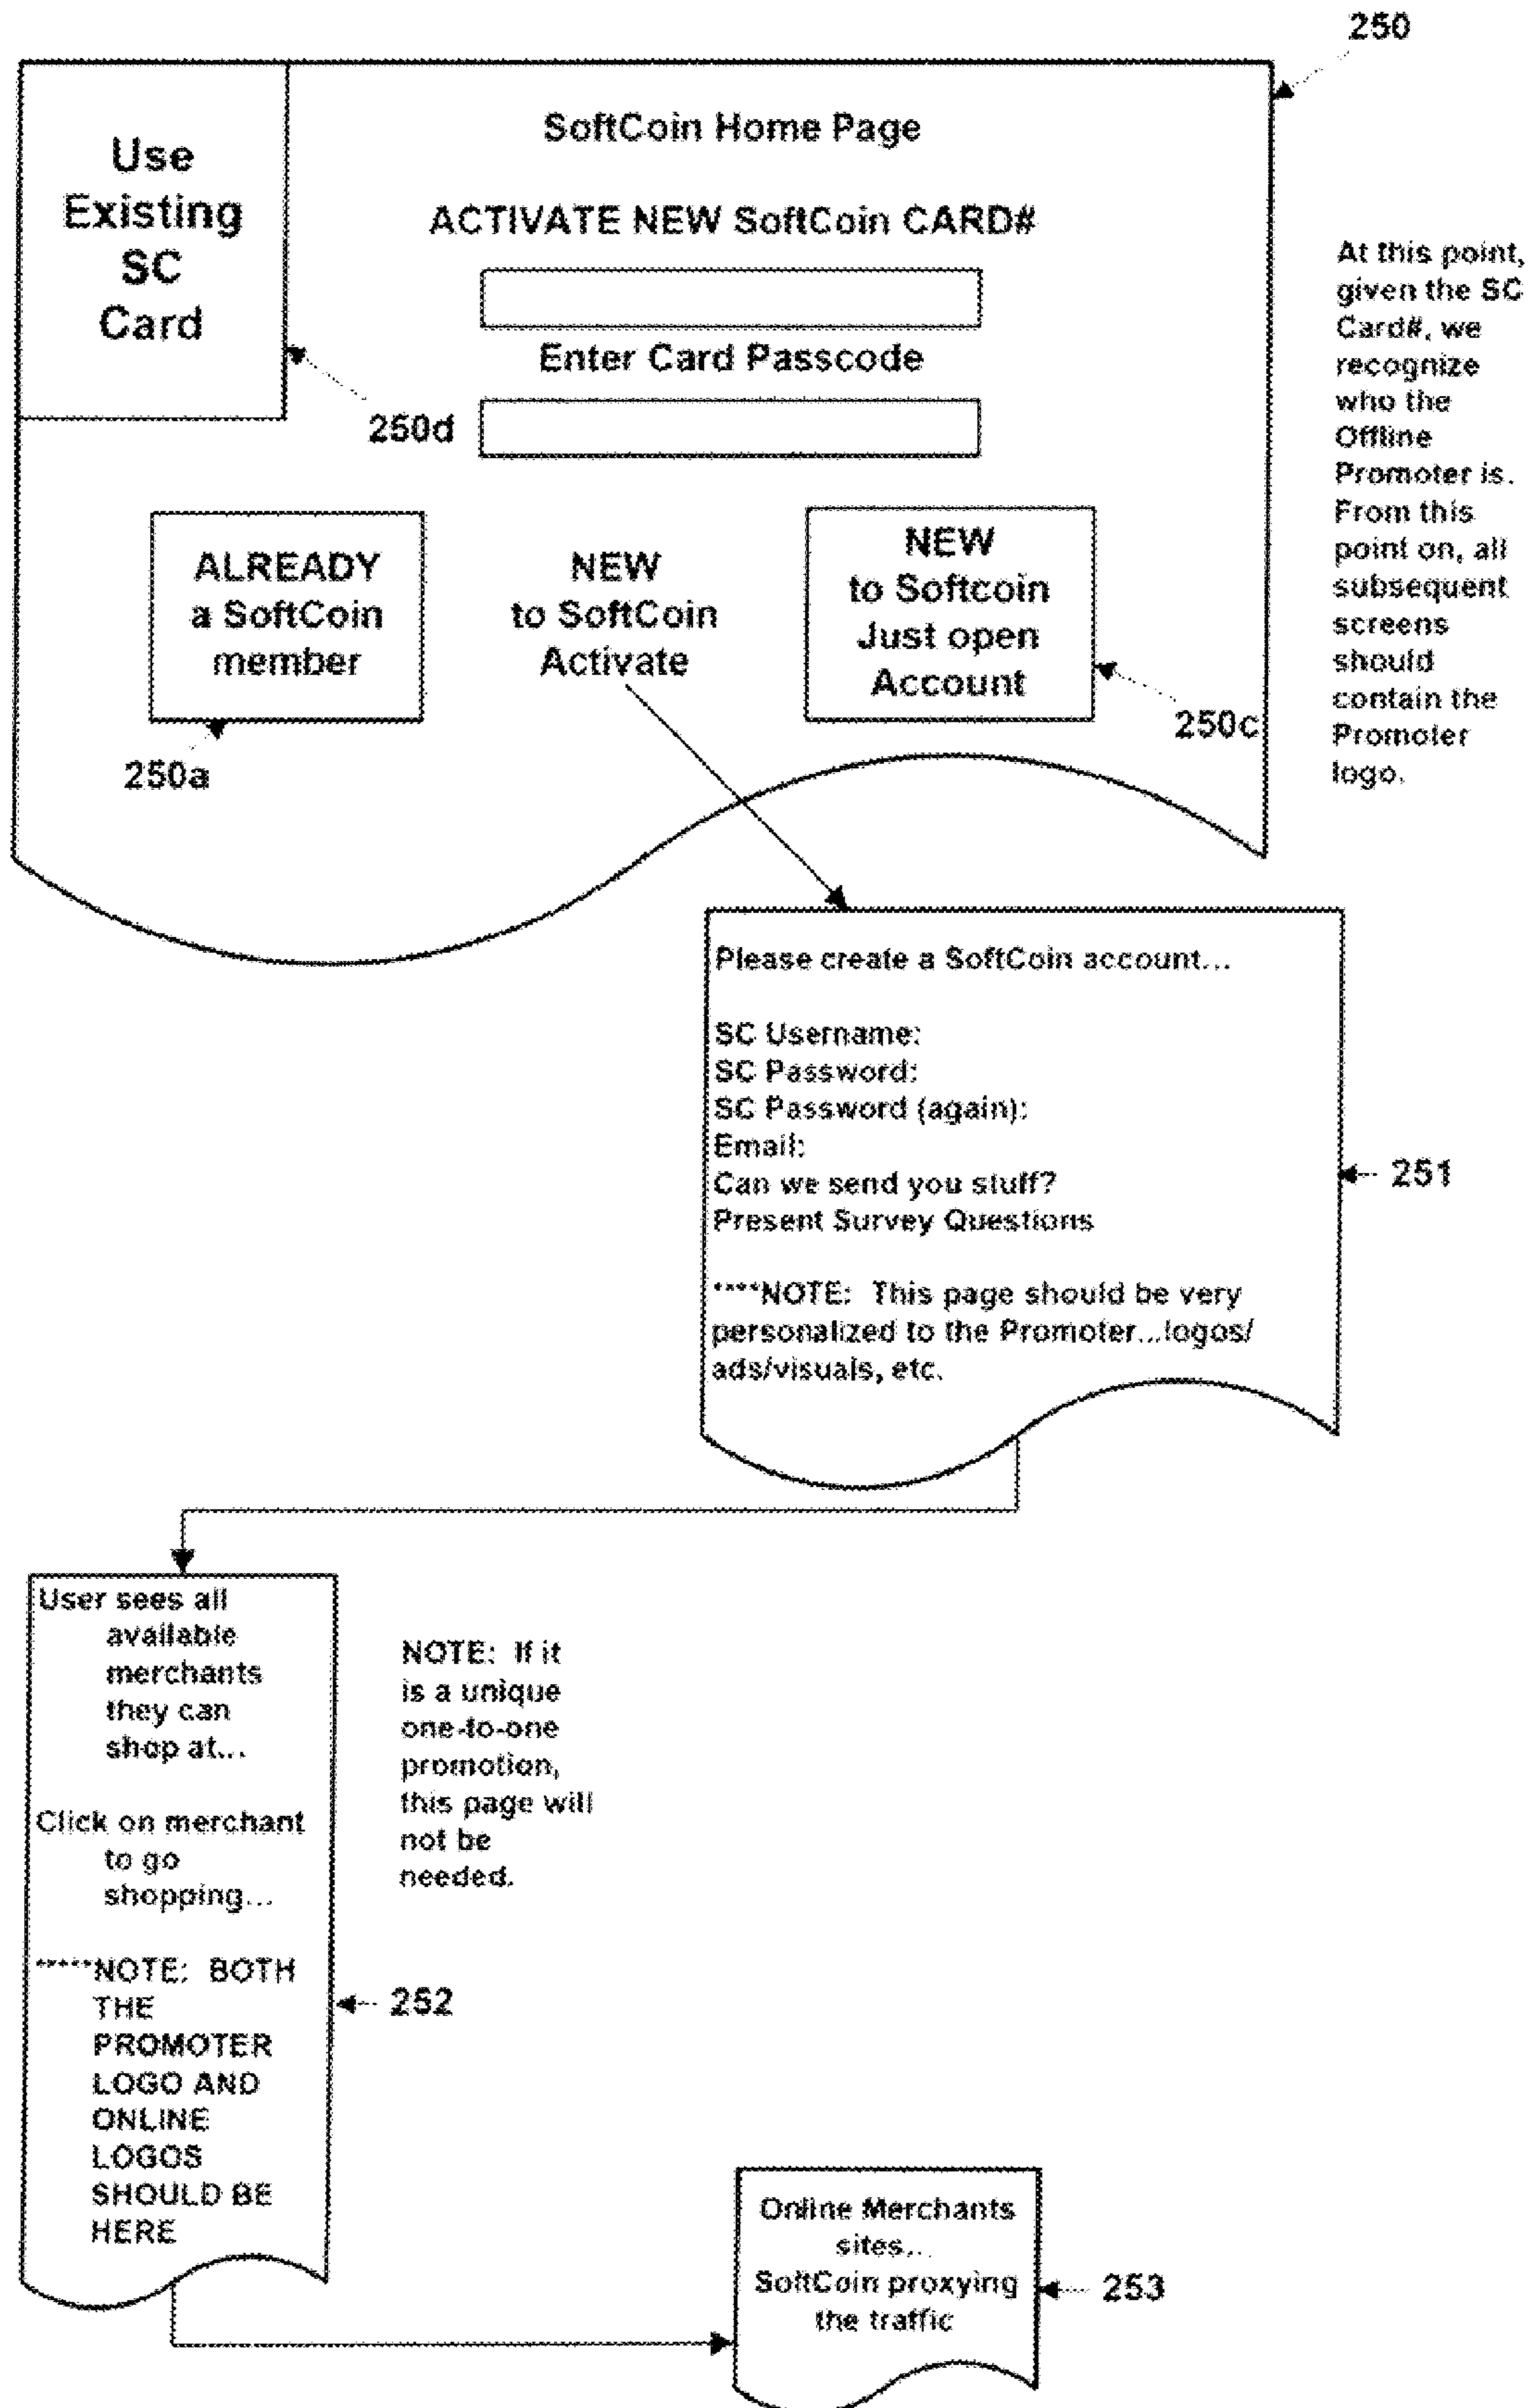 250
Use
Existing
SC
Card
250d
SoftCoin Home Page
ACTIVATE NEW SoftCoin CARD#
Enter Card Passcode
ALREADY
a SoftCoin
member
250a
NEW
to SoftCoin
Activate
NEW
to Softcoin
Just open
Account
250c
At this point,
given the SC
Card#, we
recognize
who the
Offline
Promoter is.
From this
point on, all
subsequent
screens
should
contain the
Promoter
logo.
Please create a SoftCoin account...
SC Username:
SC Password:
SC Password (again):
Email:
Can we send you stuff?
Present Survey Questions
****NOTE: This page should be very
personalized to the Promoter...logos/
ads/visuals, etc.
251
User sees all
available
merchants
they can
shop at...
Click on merchant
to go
shopping...
*****NOTE: BOTH
THE
PROMOTER
LOGO AND
ONLINE
LOGOS
SHOULD BE
HERE
252
NOTE: If it
is a unique
one-to-one
promotion,
this page will
not be
needed.
Online Merchants
sites...
SoftCoin proxying
the traffic
253